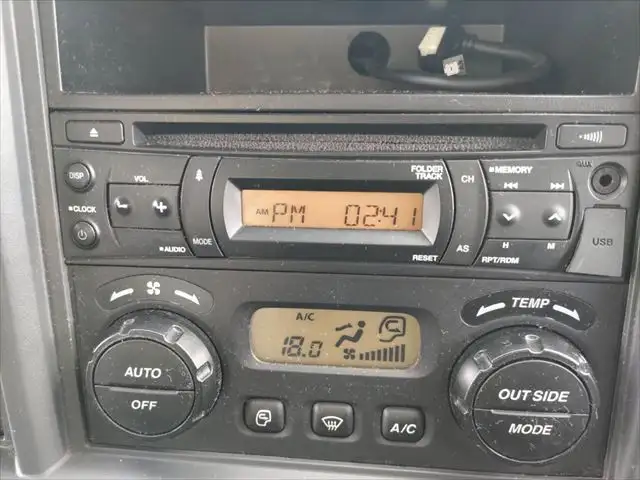 FOLDER
TRACK
DISP
VOL
CH
MEMORY
AUX
AM PM 02:41
CLOCK
AUDIO
MODE
RESET
AS
H
M
RPT/RDM
USB
A/C
18.0
TEMP
AUTO
OFF
A/C
OUT SIDE
MODE